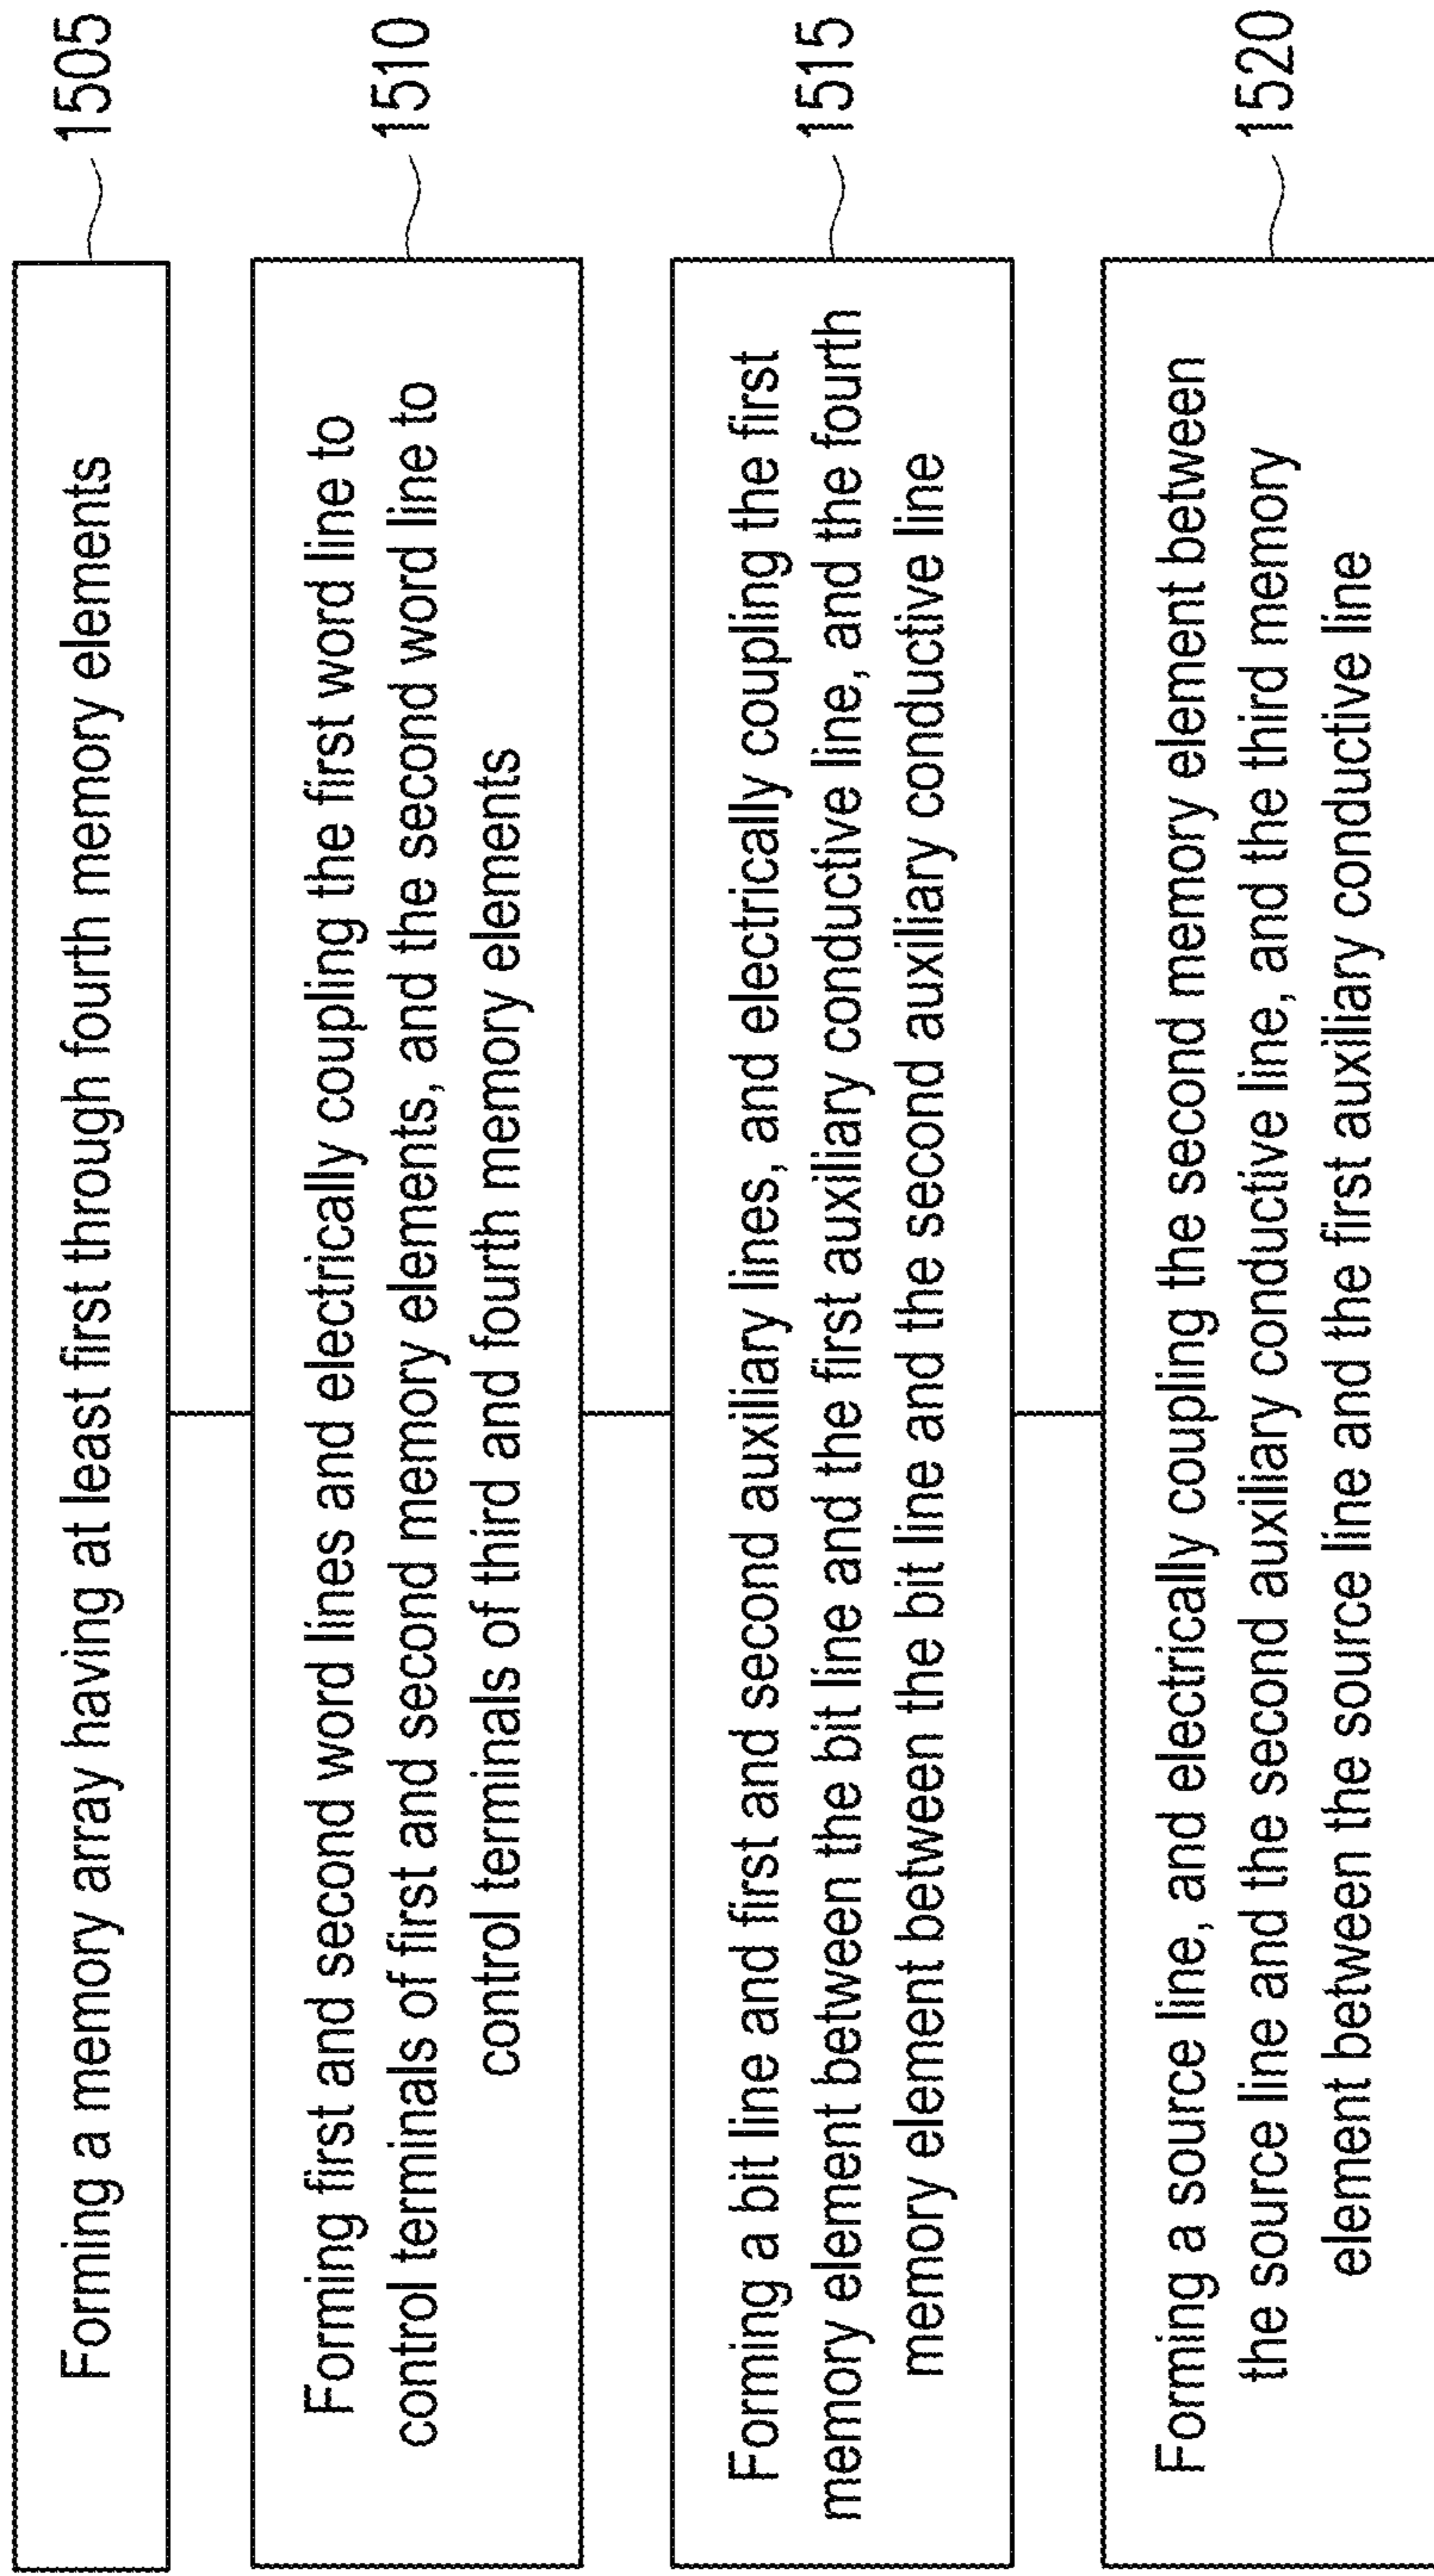 1505
Forming a memory array having at least first through fourth memory elements
1510
Forming first and second word lines and electrically coupling the first word line to
control terminals of first and second memory elements, and the second word line to
control terminals of third and fourth memory elements
1515
Forming a bit line and first and second auxiliary lines, and electrically coupling the first
memory element between the bit line and the first auxiliary conductive line, and the fourth
memory element between the bit line and the second auxiliary conductive line
1520
Forming a source line, and electrically coupling the second memory element between
the source line and the second auxiliary conductive line, and the third memory
element between the source line and the first auxiliary conductive line